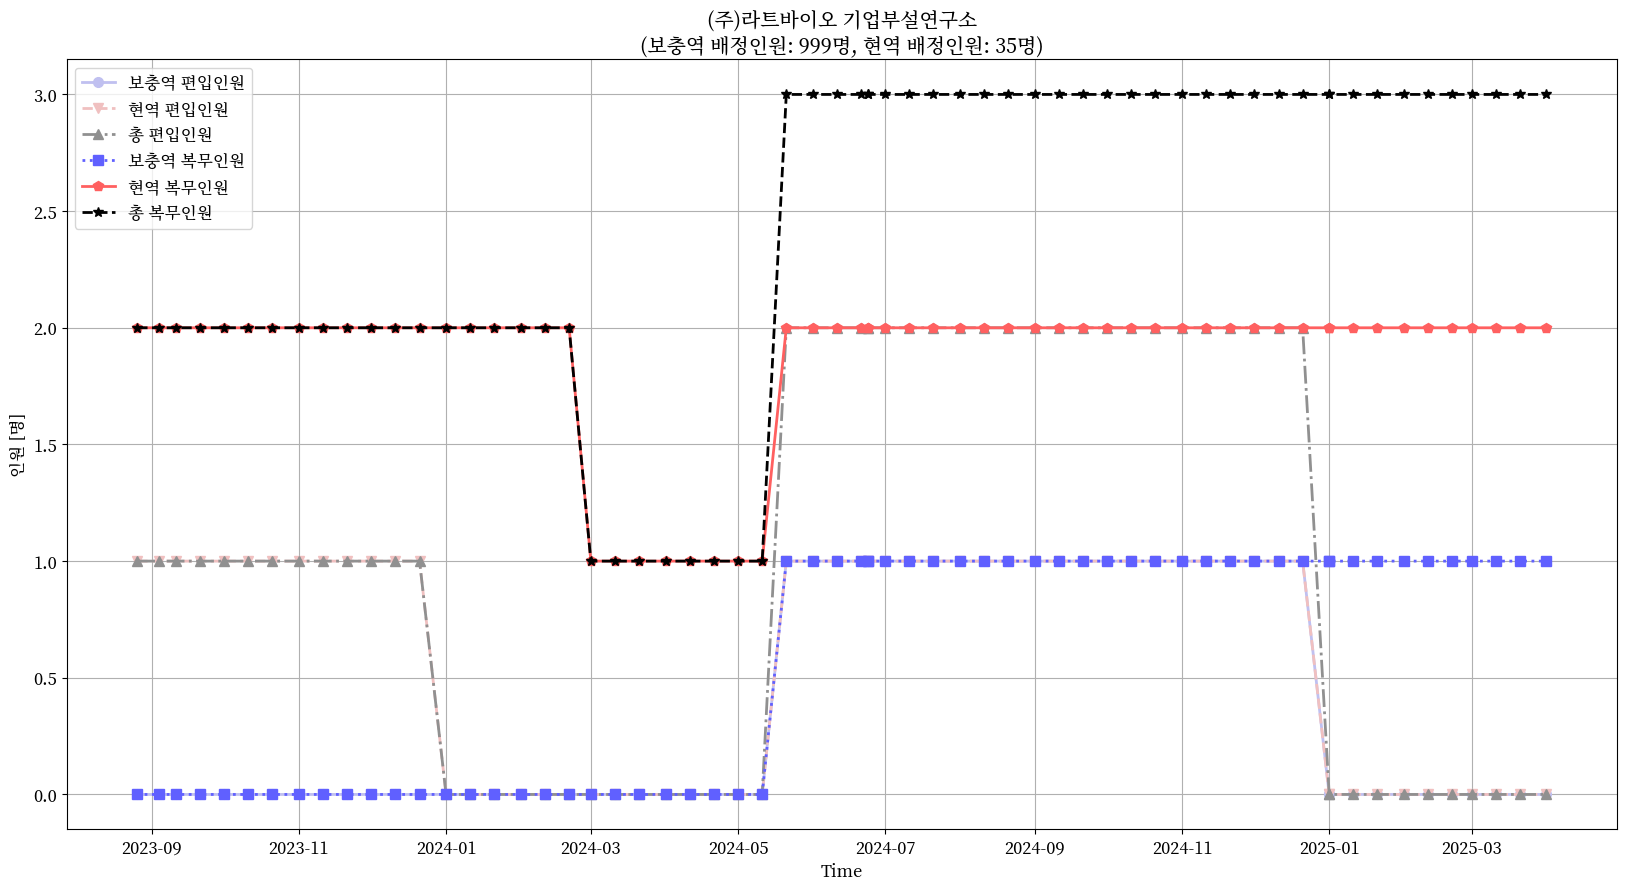 (주)라트바이오 기업부설연구소
(보충역 배정인원: 999명, 현역 배정인원: 35명)
보충역 편입인원
현역 편입인원
총 편입인원
보충역 복무인원
현역 복무인원
총 복무인원
인원 [명]
3.0
2.5
2.0
1.5
1.0
0.5
0.0
2023-09
2023-11
2024-01
2024-03
2024-05
2024-07
2024-09
2024-11
2025-01
2025-03
Time